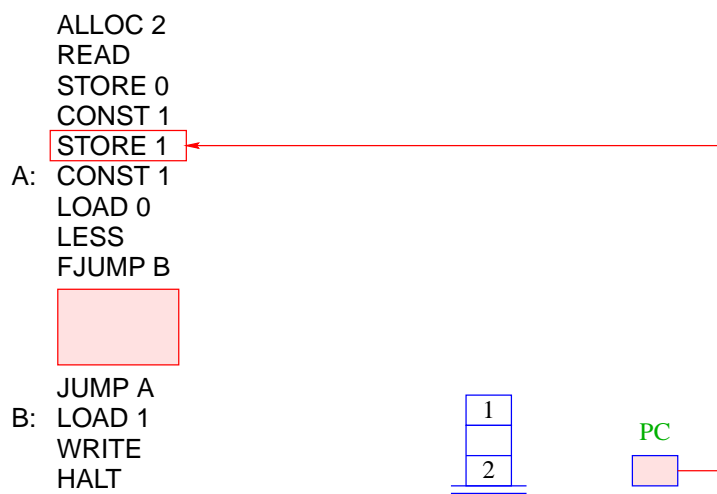 ALLOC 2
READ
STORE 0
CONST 1
STORE 1
A: CONST 1
LOAD 0
LESS
FJUMP B
JUMP A
B: LOAD 1
WRITE
HALT
1
2
PC